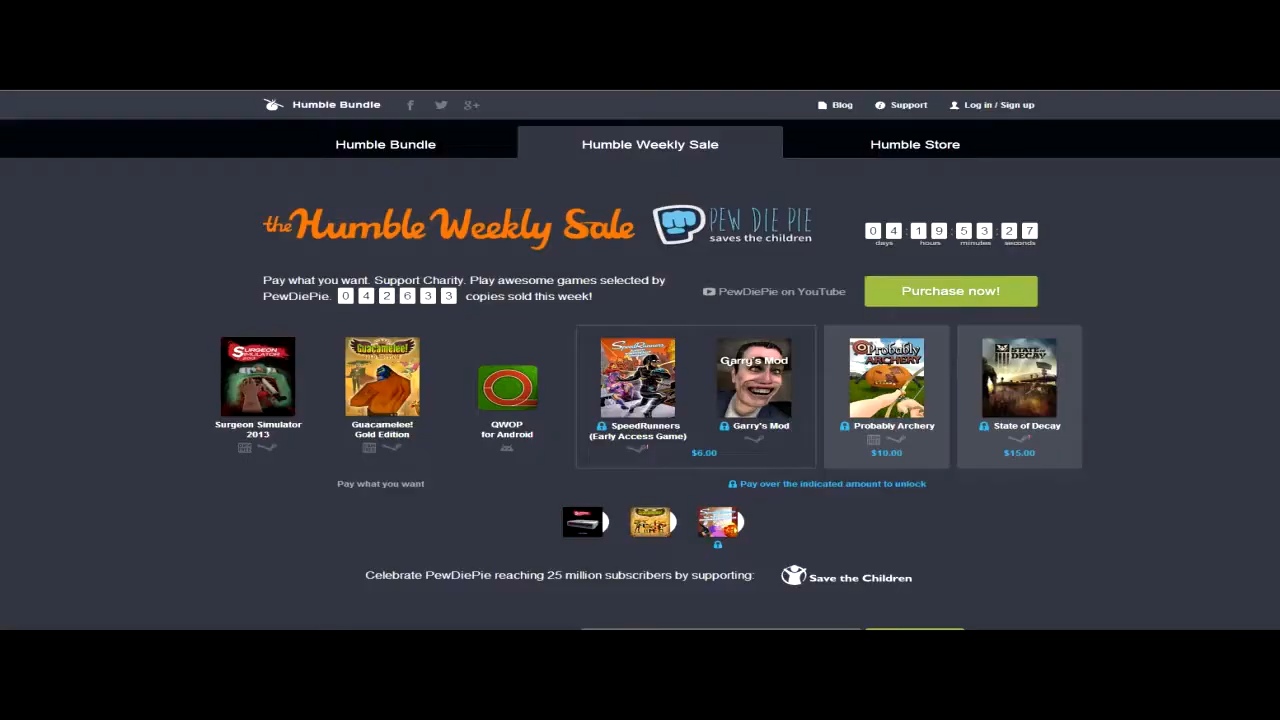 Humble Bundle
f
g+
Blog
Support
Log in / Sign up
Humble Bundle
Humble Weekly Sale
Humble Store
the Humble Weekly Sale
PEW DIE PIE
saves the children
0 4 : 1 9 : 5 3 : 2 7
days hours minutes seconds
Pay what you want. Support Charity. Play awesome games selected by
PewDiePie. 0 4 2 6 3 3 copies sold this week!
PewDiePie on YouTube
Purchase now!
SURGEON
SIMULATOR
2013
Guacamelee!
SpeedRunners
Garry's Mod
Probably
ARCHERY
STATE OF
DECAY
Surgeon Simulator
2013
Guacamelee!
Gold Edition
QWOP
for Android
SpeedRunners
(Early Access Game)
Garry's Mod
$6.00
Probably Archery
$10.00
State of Decay
$15.00
Pay what you want
Pay over the indicated amount to unlock
Celebrate PewDiePie reaching 25 million subscribers by supporting:
Save the Children